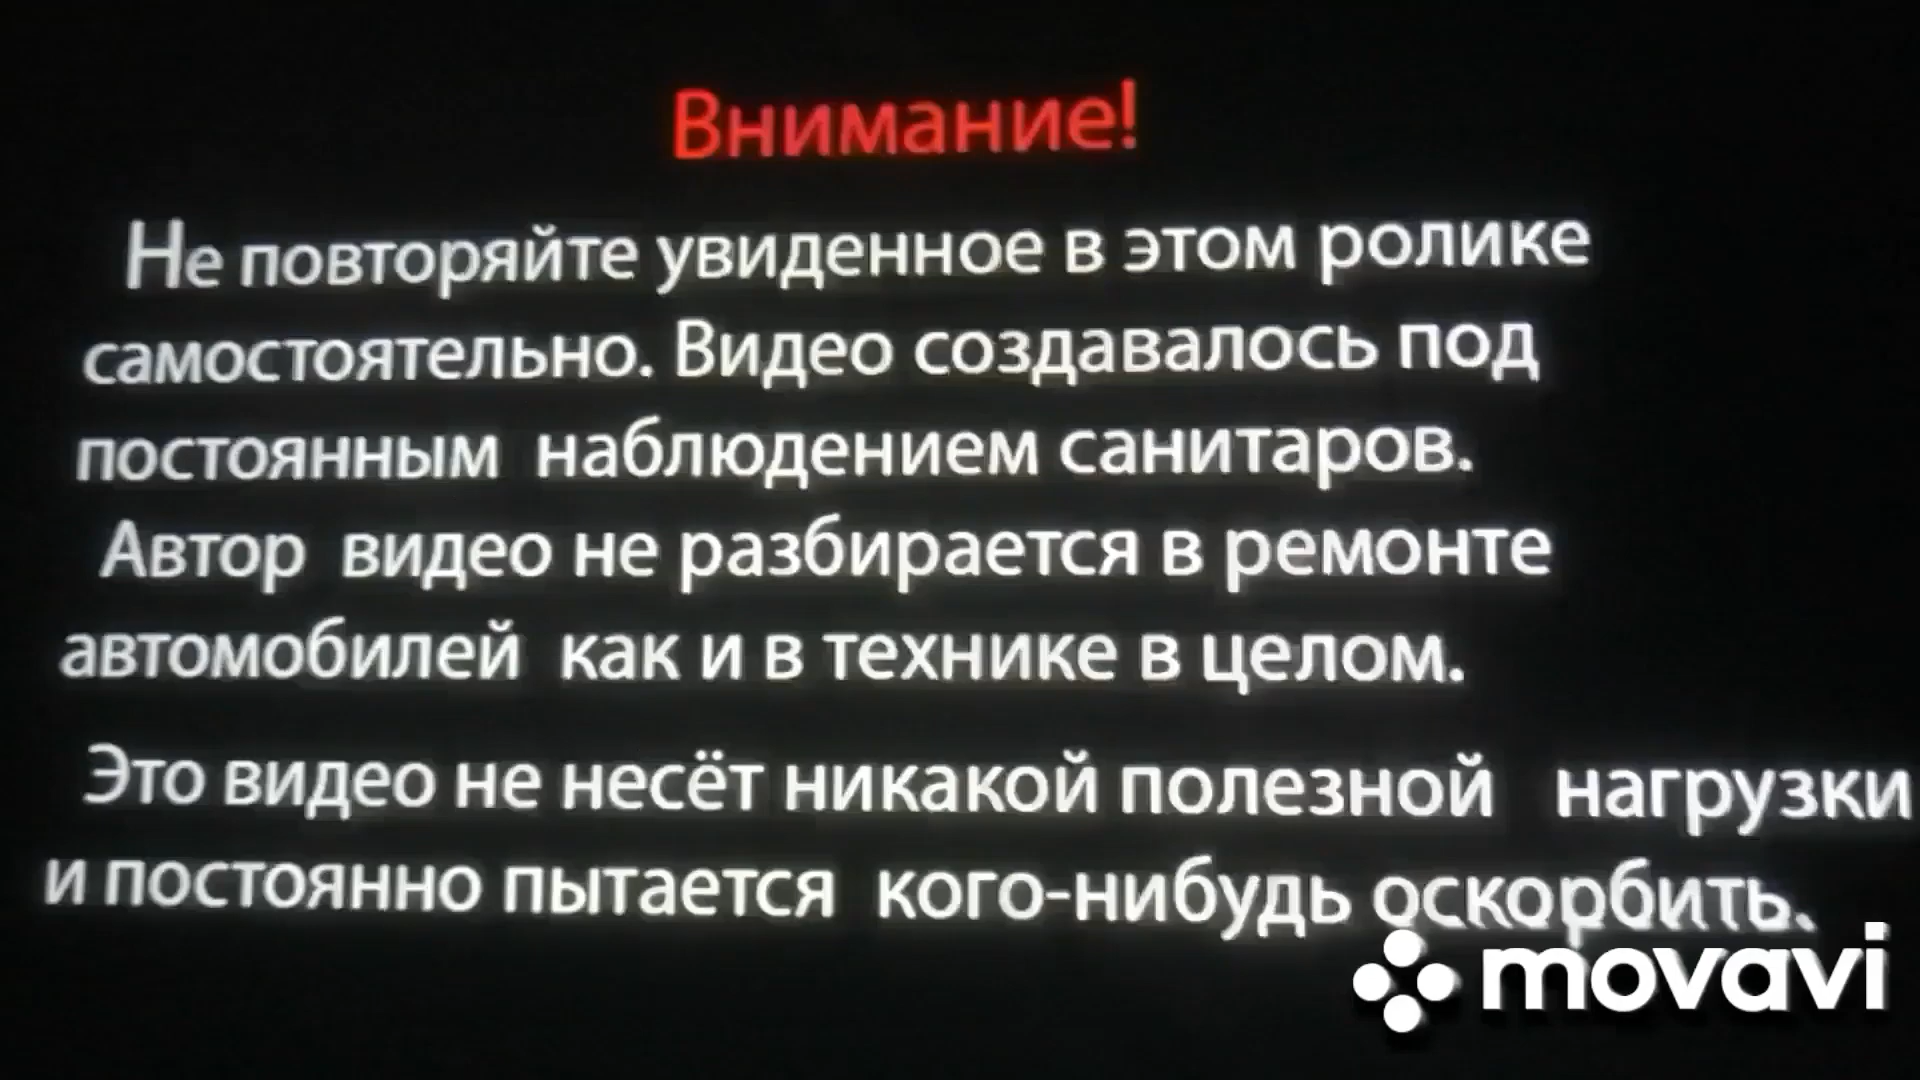 Внимание!
Не повторяйте увиденное в этом ролике
самостоятельно. Видео создавалось под
постоянным наблюдением санитаров.
Автор видео не разбирается в ремонте
автомобилей как и в технике в целом.
Это видео не несёт никакой полезной нагрузки
и постоянно пытается кого-нибудь оскорбить.
movavi